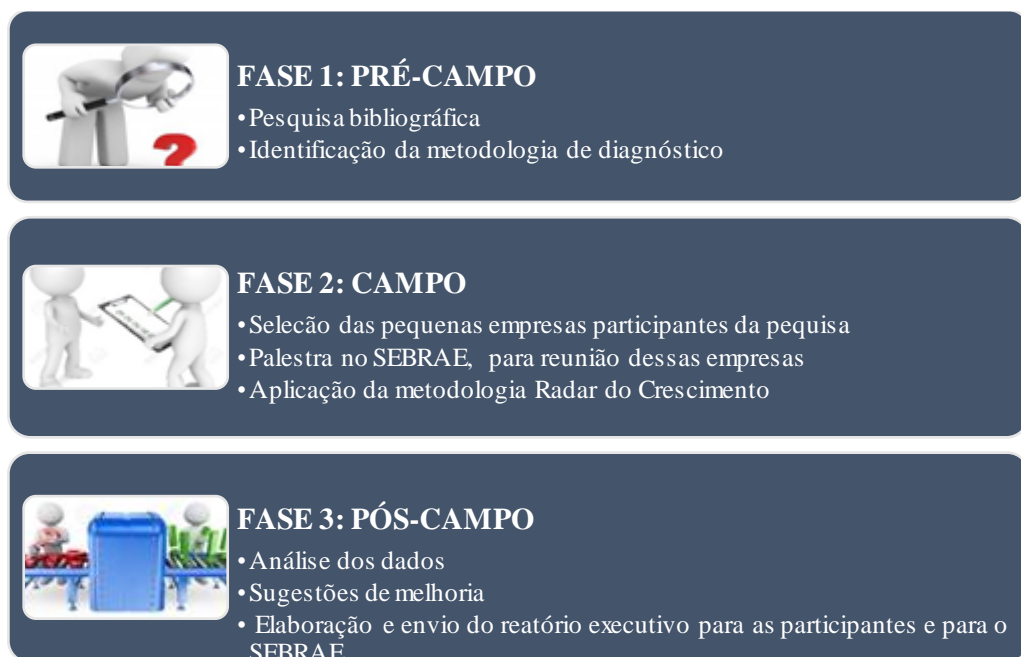 FASE 1: PRÉ-CAMPO
•Pesquisa bibliográfica
•Identificação da metodologia de diagnóstico
FASE 2: CAMPO
•Selecão das pequenas empresas participantes da pequisa
•Palestra no SEBRAE, para reunião dessas empresas
•Aplicação da metodologia Radar do Crescimento
FASE 3: PÓS-CAMPO
•Análise dos dados
•Sugestões de melhoria
• Elaboração e envio do reatório executivo para as participantes e para o
SEBRAE